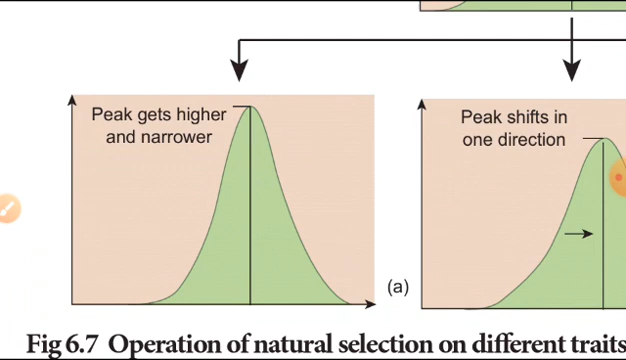 Peak gets higher
and narrower
Peak shifts in
one direction
(a)
Fig 6.7 Operation of natural selection on different traits